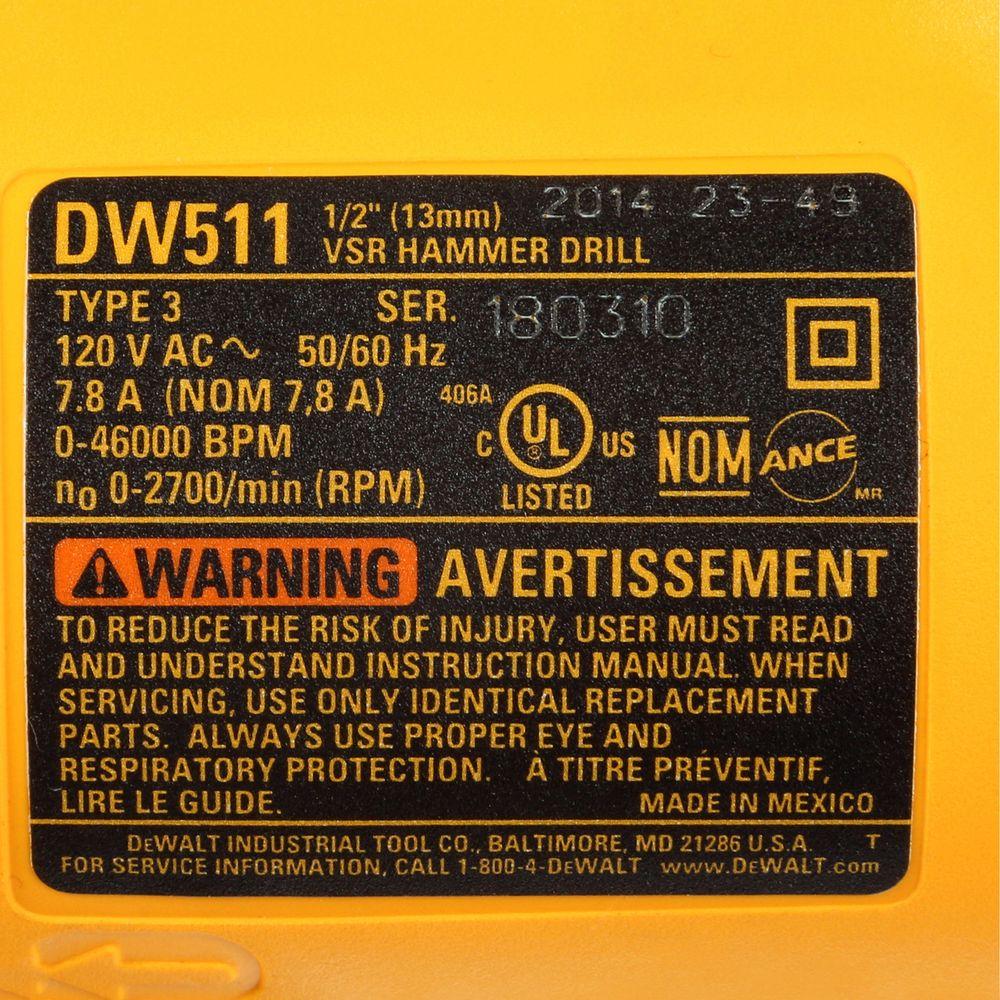 DW511 1/2" (13mm) 2014 23-49
VSR HAMMER DRILL
TYPE 3 SER. 180310
120 V AC~ 50/60 Hz
7.8 A (NOM 7,8 A) 406A
0-46000 BPM C UL® US NOM ANCE
n₀ 0-2700/min (RPM) LISTED MR
WARNING AVERTISSEMENT
TO REDUCE THE RISK OF INJURY, USER MUST READ
AND UNDERSTAND INSTRUCTION MANUAL. WHEN
SERVICING, USE ONLY IDENTICAL REPLACEMENT
PARTS. ALWAYS USE PROPER EYE AND
RESPIRATORY PROTECTION. À TITRE PRÉVENTIF,
LIRE LE GUIDE. MADE IN MEXICO
DEWALT INDUSTRIAL TOOL CO., BALTIMORE, MD 21286 U.S.A. T
FOR SERVICE INFORMATION, CALL 1-800-4-DEWALT www.DEWALT.com